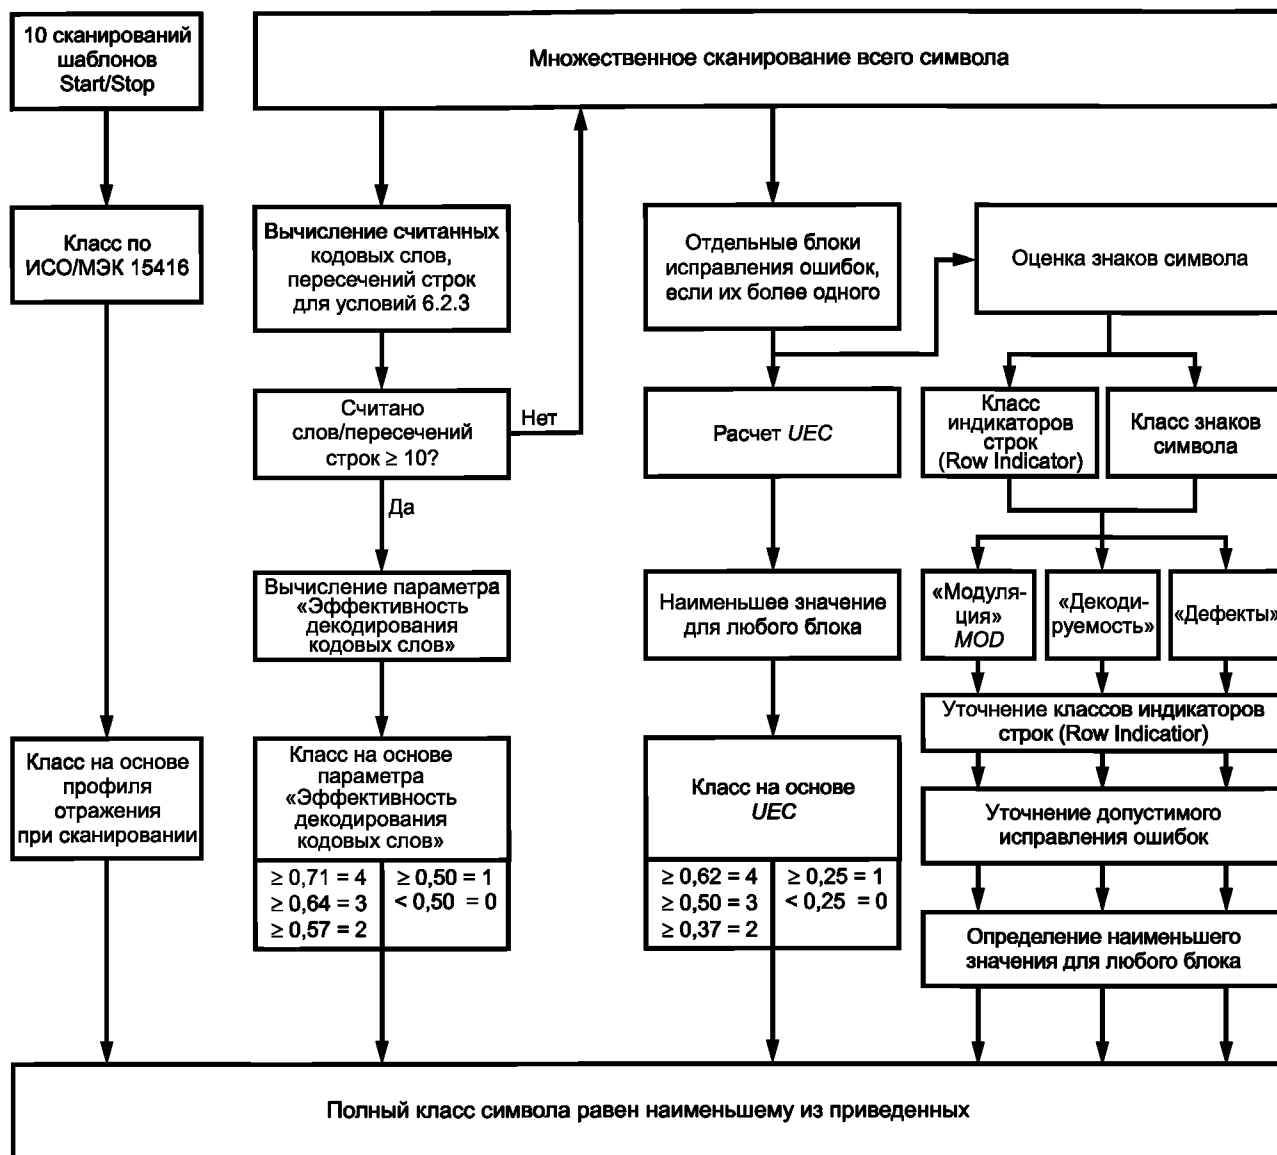 10 сканирований
шаблонов
Start/Stop
Множественное сканирование всего символа
Класс по
ИСО/МЭК 15416
Вычисление считанных
кодовых слов,
пересечений строк
для условий 6.2.3
Отдельные блоки
исправления ошибок,
если их более одного
Оценка знаков символа
Считано
слов/пересечений
строк ≥ 10?
Нет
Да
Расчет UEC
Класс
индикаторов
строк
(Row Indicator)
Класс знаков
символа
Вычисление параметра
«Эффективность
декодирования
кодовых слов»
Наименьшее значение
для любого блока
«Модуля-
ция»
MOD
«Декоди-
руемость»
«Дефекты»
Уточнение классов индикаторов
строк (Row Indicatior)
Класс на основе
профиля
отражения
при сканировании
Класс на основе
параметра
«Эффективность
декодирования
кодовых слов»
≥ 0,71 = 4
≥ 0,64 = 3
≥ 0,57 = 2
≥ 0,50 = 1
< 0,50 = 0
Класс на основе
UEC
≥ 0,62 = 4
≥ 0,50 = 3
≥ 0,37 = 2
≥ 0,25 = 1
< 0,25 = 0
Уточнение допустимого
исправления ошибок
Определение наименьшего
значения для любого блока
Полный класс символа равен наименьшему из приведенных